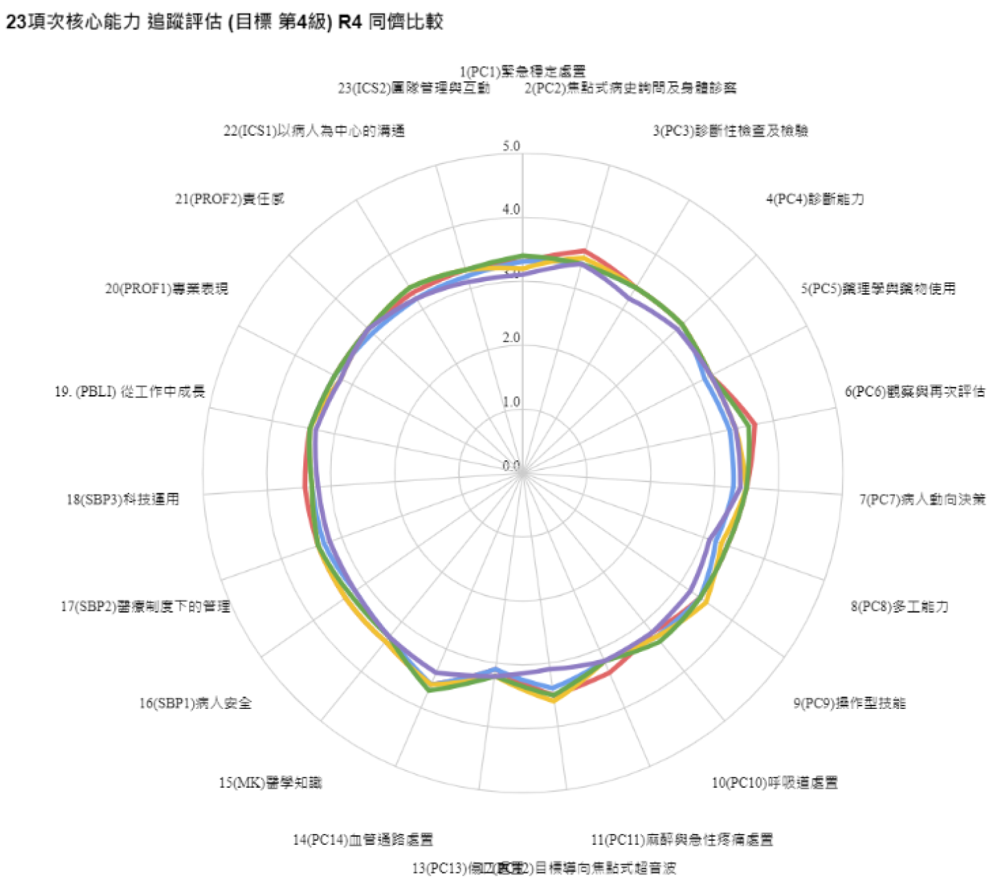 23項次核心能力 追蹤評估 (目標 第4級) R4 同儕比較
1(PC1)緊急穩定處置
2(PC2)焦點式病史詢問及身體診察
3(PC3)診斷性檢查及檢驗
4(PC4)診斷能力
5(PC5)藥理學與藥物使用
6(PC6)觀察與再次評估
7(PC7)病人動向決策
8(PC8)多工能力
9(PC9)操作型技能
10(PC10)呼吸道處置
11(PC11)麻醉與急性疼痛處置
12(PC12)目標導向焦點式超音波
13(PC13)傷口處置
14(PC14)血管通路處置
15(MK)醫學知識
16(SBP1)病人安全
17(SBP2)醫療制度下的管理
18(SBP3)科技運用
19. (PBLI) 從工作中成長
20(PROF1)專業表現
21(PROF2)責任感
22(ICS1)以病人為中心的溝通
23(ICS2)團隊管理與互動
5.0
4.0
3.0
2.0
1.0
0.0